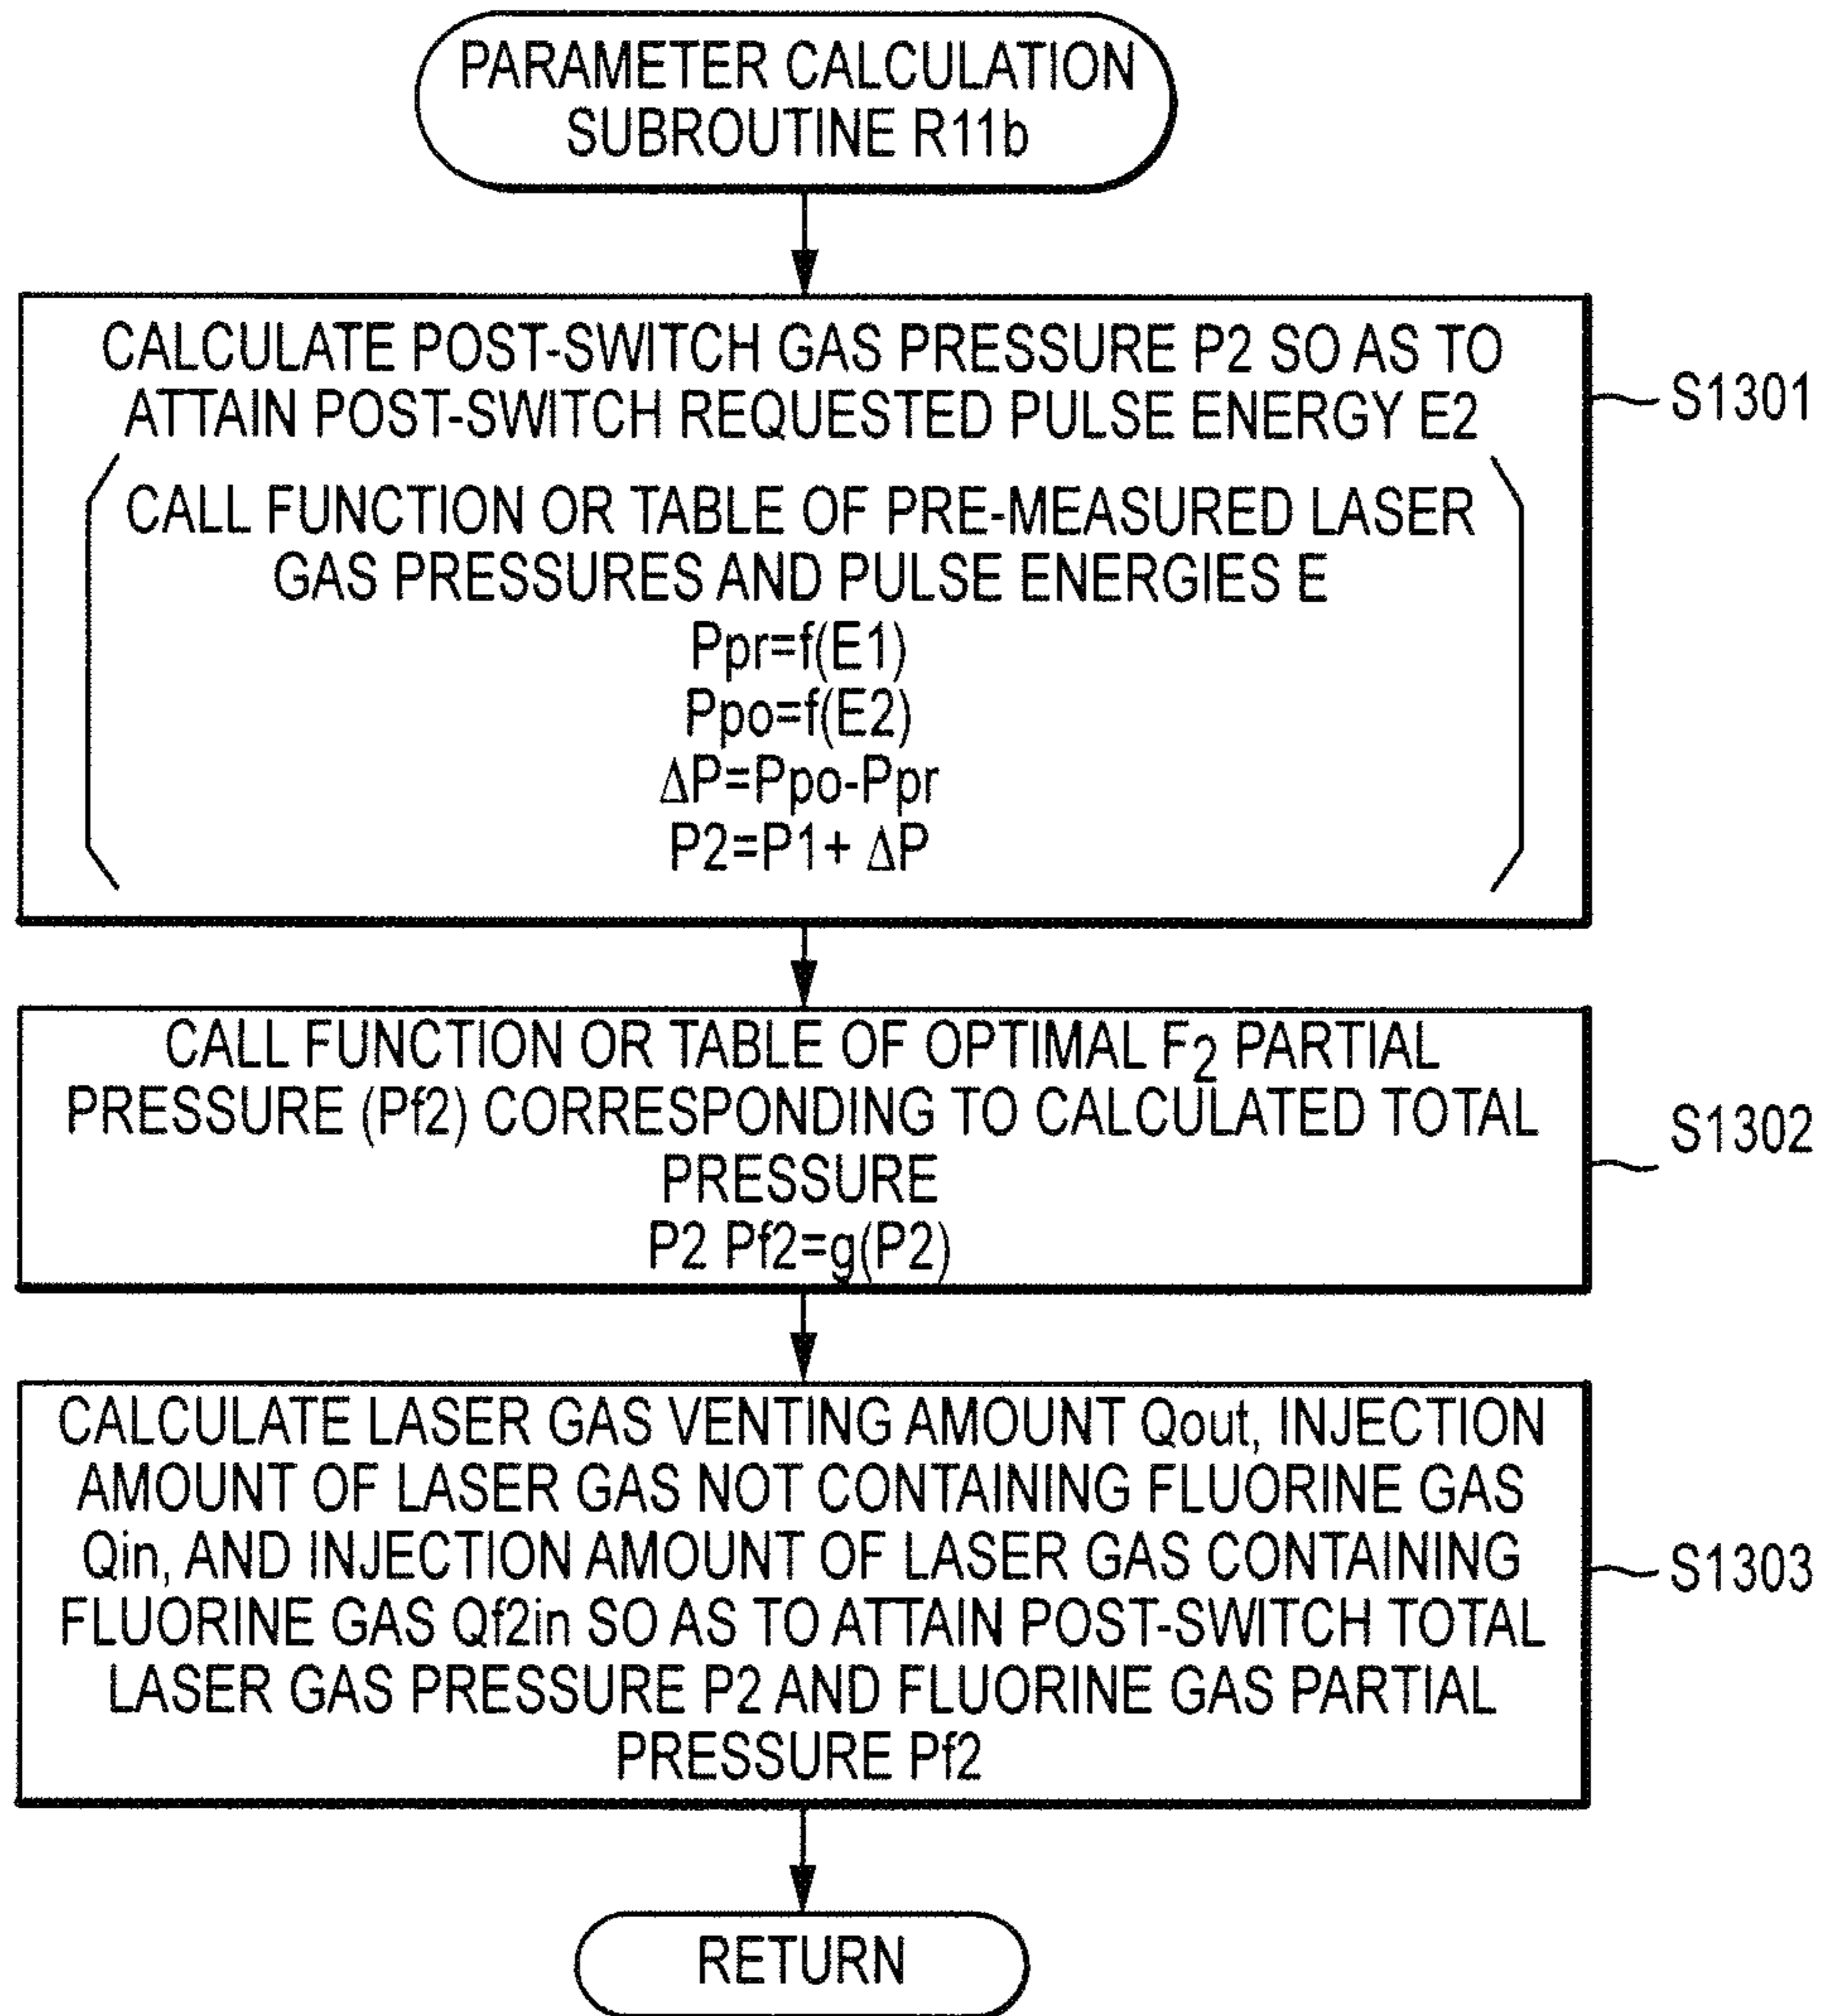 PARAMETER CALCULATION
SUBROUTINE R11b
CALCULATE POST-SWITCH GAS PRESSURE P2 SO AS TO
ATTAIN POST-SWITCH REQUESTED PULSE ENERGY E2
CALL FUNCTION OR TABLE OF PRE-MEASURED LASER
GAS PRESSURES AND PULSE ENERGIES E
Ppr=f(E1)
Ppo=f(E2)
ΔP=Ppo-Ppr
P2=P1+ ΔP
S1301
CALL FUNCTION OR TABLE OF OPTIMAL F2 PARTIAL
PRESSURE (Pf2) CORRESPONDING TO CALCULATED TOTAL
PRESSURE
P2 Pf2=g(P2)
S1302
CALCULATE LASER GAS VENTING AMOUNT Qout, INJECTION
AMOUNT OF LASER GAS NOT CONTAINING FLUORINE GAS
Qin, AND INJECTION AMOUNT OF LASER GAS CONTAINING
FLUORINE GAS Qf2in SO AS TO ATTAIN POST-SWITCH TOTAL
LASER GAS PRESSURE P2 AND FLUORINE GAS PARTIAL
PRESSURE Pf2
S1303
RETURN